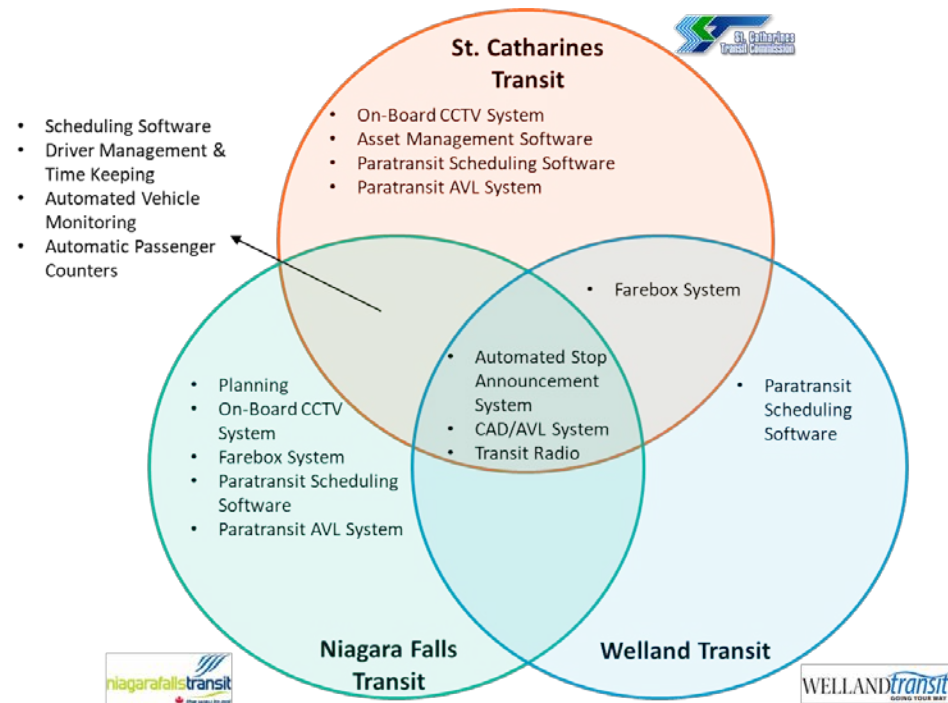 St. Catharines
Transit
St. Catharines
Transit Commission
• On-Board CCTV System
• Asset Management Software
• Paratransit Scheduling Software
• Paratransit AVL System
• Scheduling Software
• Driver Management &
Time Keeping
• Automated Vehicle
Monitoring
• Automatic Passenger
Counters
• Farebox System
• Automated Stop
Announcement
System
• CAD/AVL System
• Transit Radio
• Planning
• On-Board CCTV
System
• Farebox System
• Paratransit Scheduling
Software
• Paratransit AVL System
• Paratransit
Scheduling
Software
Niagara Falls
Transit
Welland Transit
niagarafallstransit
WELLANDtransit
GOING YOUR WAY